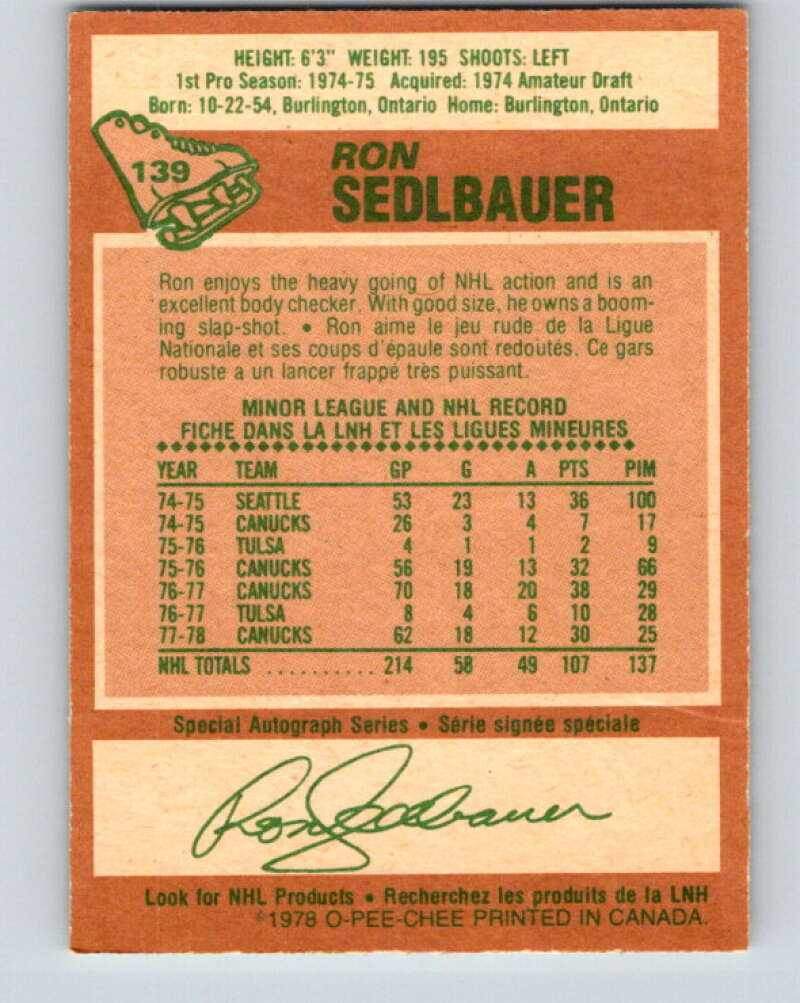 HEIGHT: 6'3" WEIGHT: 195 SHOOTS: LEFT
1st Pro Season: 1974-75 Acquired: 1974 Amateur Draft
Born: 10-22-54, Burlington, Ontario Home: Burlington, Ontario
139
RON
SEDLBAUER
Ron enjoys the heavy going of NHL action and is an
excellent body checker. With good size, he owns a boom-
ing slap-shot. • Ron aime le jeu rude de la Ligue
Nationale et ses coups d'épaule sont redoutés. Ce gars
robuste a un lancer frappé très puissant.
MINOR LEAGUE AND NHL RECORD
FICHE DANS LA LNH ET LES LIGUES MINEURES
YEAR TEAM GP G A PTS PIM
74-75 SEATTLE 53 23 13 36 100
74-75 CANUCKS 26 3 4 7 17
75-76 TULSA 4 1 1 2 9
75-76 CANUCKS 56 19 13 32 66
76-77 CANUCKS 70 18 20 38 29
76-77 TULSA 8 4 6 10 28
77-78 CANUCKS 62 18 12 30 25
NHL TOTALS .......... 214 58 49 107 137
Special Autograph Series • Série signée spéciale
Ron Sedlbauer
Look for NHL Products • Recherchez les produits de la LNH
©1978 O-PEE-CHEE PRINTED IN CANADA.